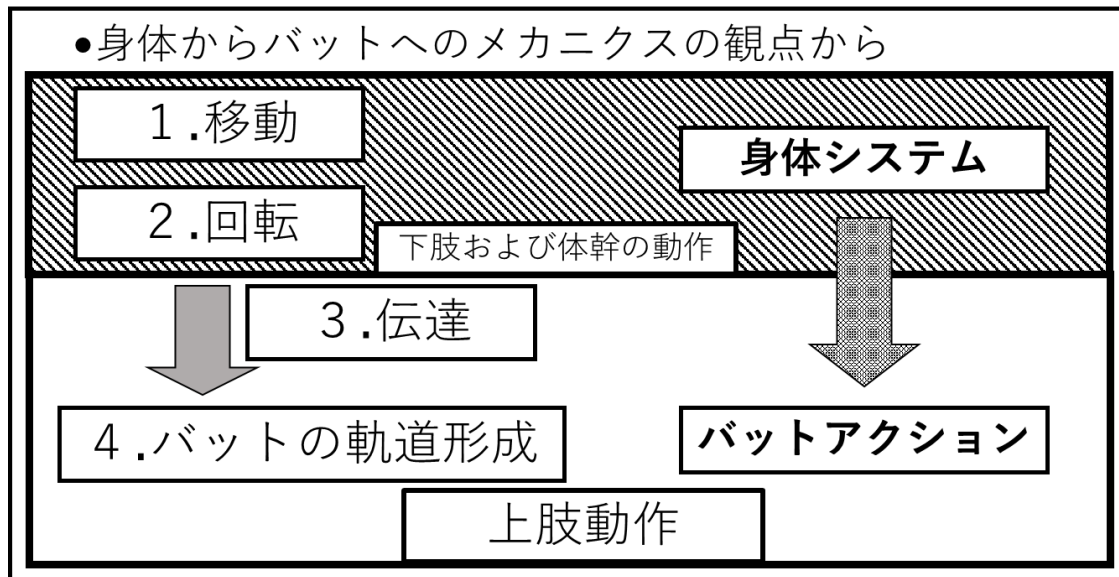 ●身体からバットへのメカニクスの観点から
１.移動
身体システム
２.回転
下肢および体幹の動作
３.伝達
４.バットの軌道形成
バットアクション
上肢動作